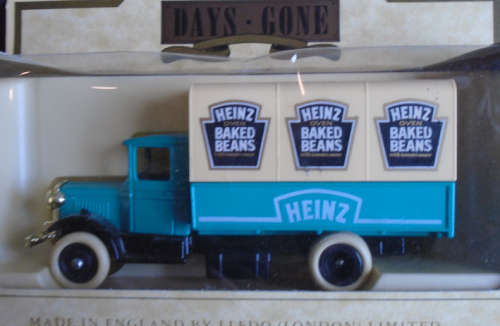 DAYS · GONE
HEINZ
OVEN
BAKED
BEANS
HEINZ
OVEN
BAKED
BEANS
HEINZ
OVEN
BAKED
BEANS
HEINZ
MADE IN ENGLAND BY LLEDO (LONDON) LIMITED